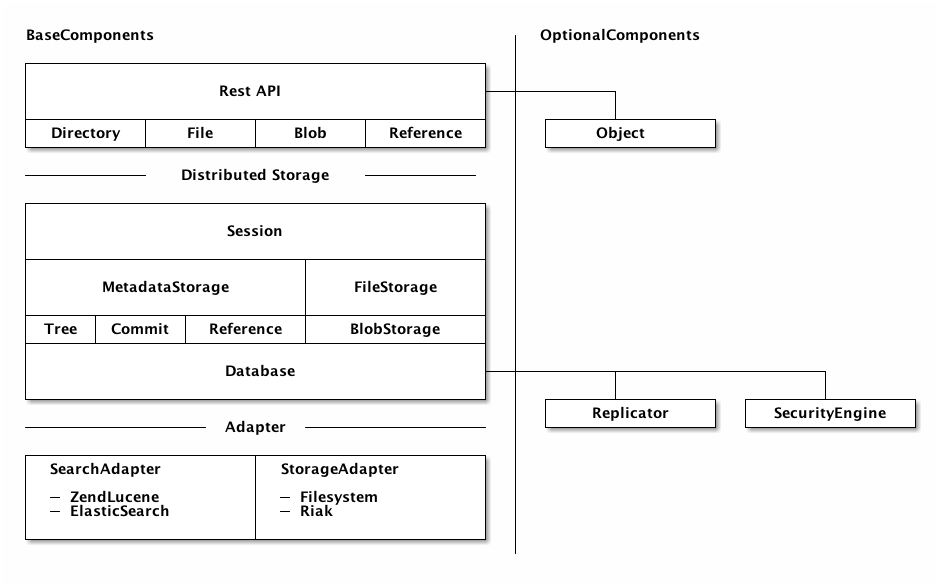 BaseComponents
OptionalComponents
Rest API
Directory File Blob Reference
Object
Distributed Storage
Session
MetadataStorage FileStorage
Tree Commit Reference BlobStorage
Database
Replicator SecurityEngine
Adapter
SearchAdapter
– ZendLucene
– ElasticSearch
StorageAdapter
– Filesystem
– Riak